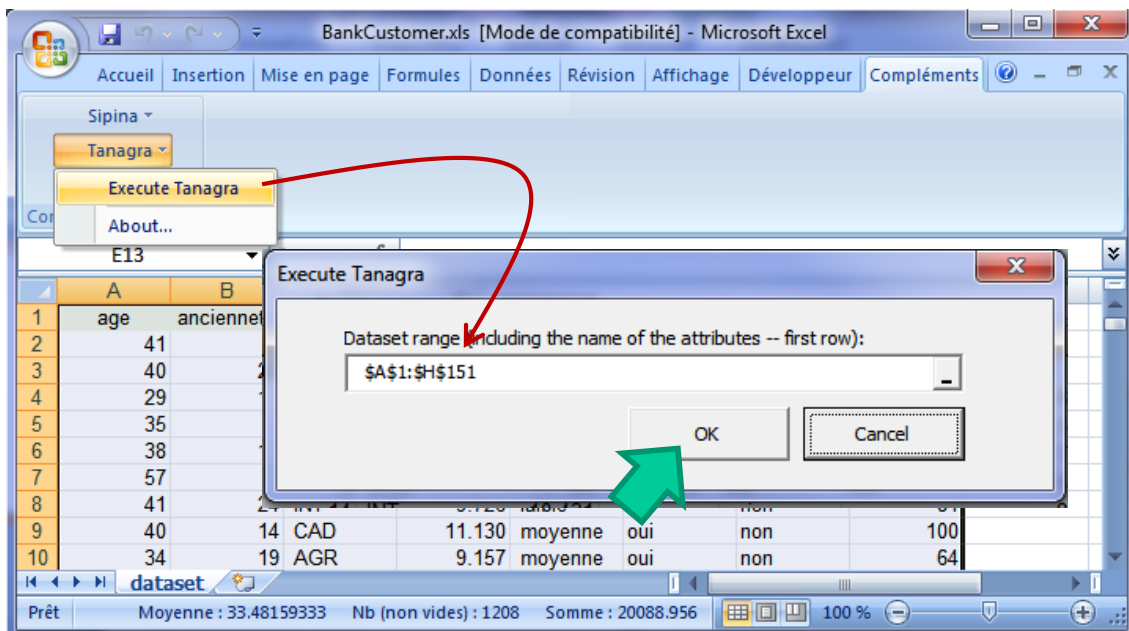 BankCustomer.xls [Mode de compatibilité] - Microsoft Excel
Accueil Insertion Mise en page Formules Données Révision Affichage Développeur Compléments
Sipina
Tanagra
Execute Tanagra
About...
E13
Execute Tanagra
Dataset range (including the name of the attributes -- first row):
$A$1:$H$151
OK Cancel
A B
1 age
2 41
3 40
4 29
5 35
6 38
7 57
8 41
9 40 14 CAD 11.130 moyenne oui non 100
10 34 19 AGR 9.157 moyenne oui non 64
dataset
Prêt Moyenne : 33.48159333 Nb (non vides) : 1208 Somme : 20088.956 100 %